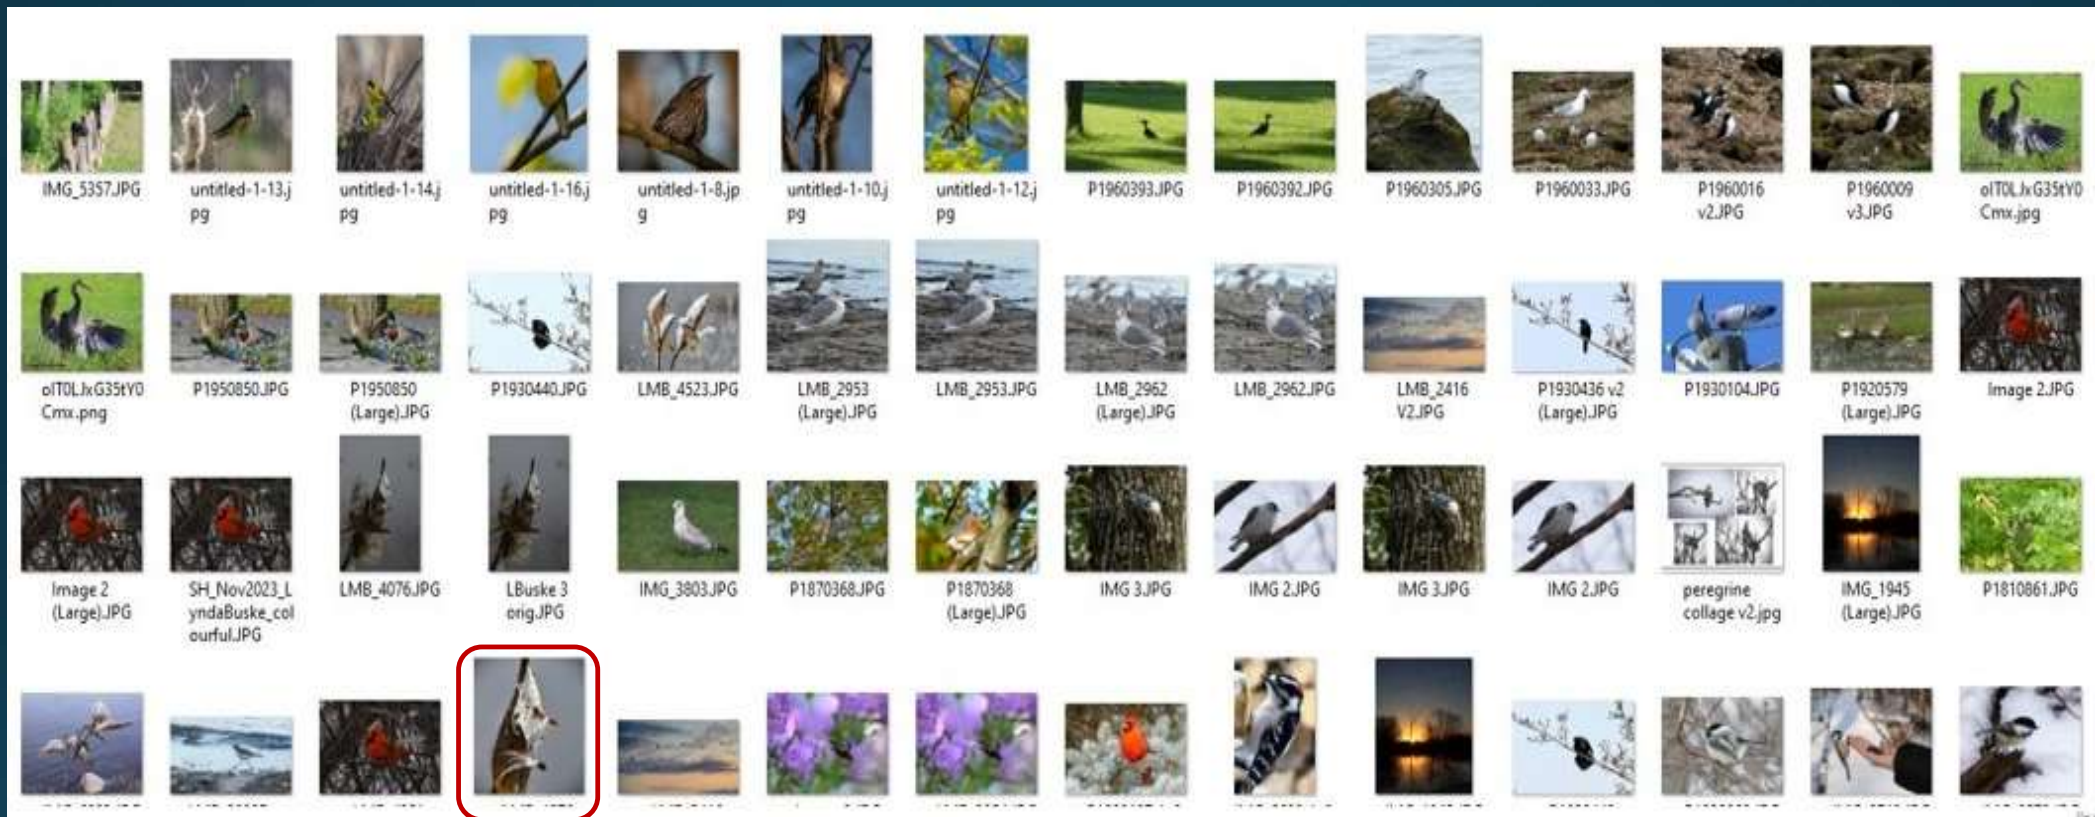 IMG_5357.JPG
untitled-1-13.j
pg
untitled-1-14.j
pg
untitled-1-16.j
pg
untitled-1-8.jp
g
untitled-1-10.j
pg
untitled-1-12.j
pg
P1960393.JPG
P1960392.JPG
P1960305.JPG
P1960033.JPG
P1960016
v2.JPG
P1960009
v3.JPG
olT0LJxG35tY0
Cmx.jpg
olT0LJxG35tY0
Cmx.png
P1950850.JPG
P1950850
(Large).JPG
P1930440.JPG
LMB_4523.JPG
LMB_2953
(Large).JPG
LMB_2953.JPG
LMB_2962
(Large).JPG
LMB_2962.JPG
LMB_2416
V2.JPG
P1930436 v2
(Large).JPG
P1930104.JPG
P1920579
(Large).JPG
Image 2.JPG
Image 2
(Large).JPG
SH_Nov2023_L
yndaBuske_col
ourful.JPG
LMB_4076.JPG
LBuske 3
orig.JPG
IMG_3803.JPG
P1870368.JPG
P1870368
(Large).JPG
IMG 3.JPG
IMG 2.JPG
IMG 3.JPG
IMG 2.JPG
peregrine
collage v2.jpg
IMG_1945
(Large).JPG
P1810861.JPG